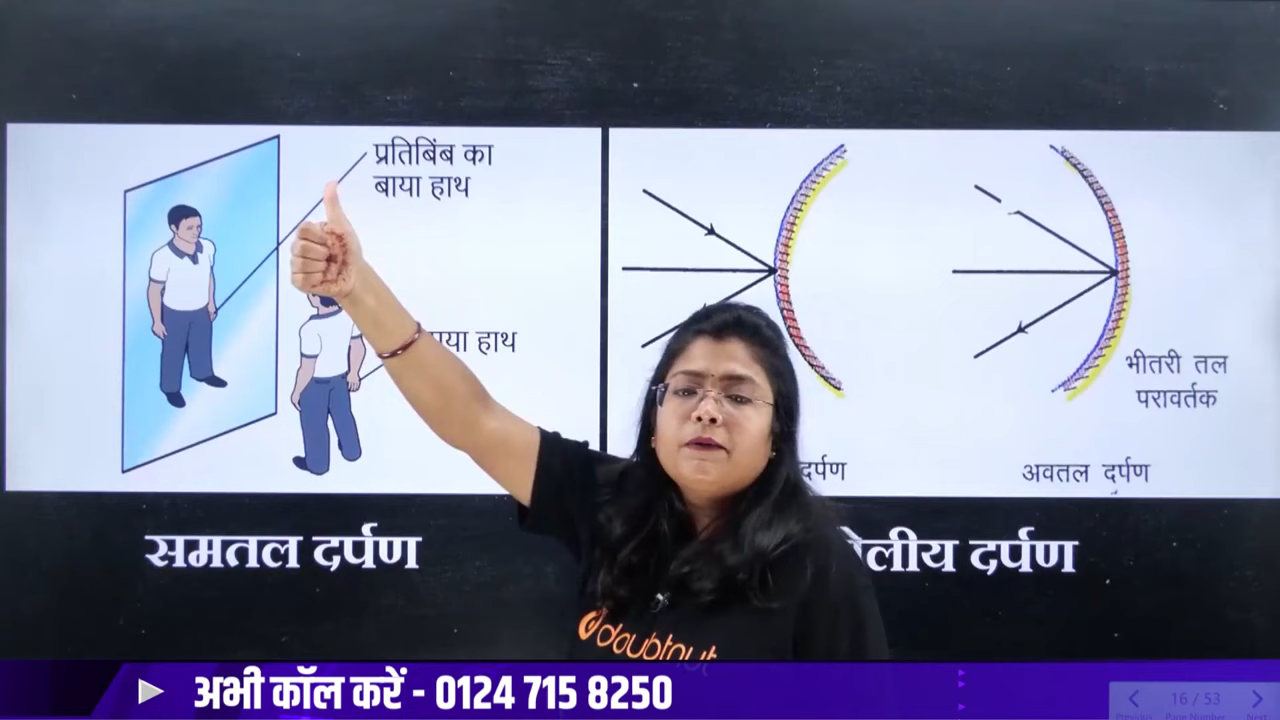 प्रतिबिंब का
बाया हाथ
हाथ
भीतरी तल
परावर्तक
दर्पण
अवतल दर्पण
समतल दर्पण
दर्पण
doubtnut
अभी कॉल करें - 0124 715 8250
16 / 53